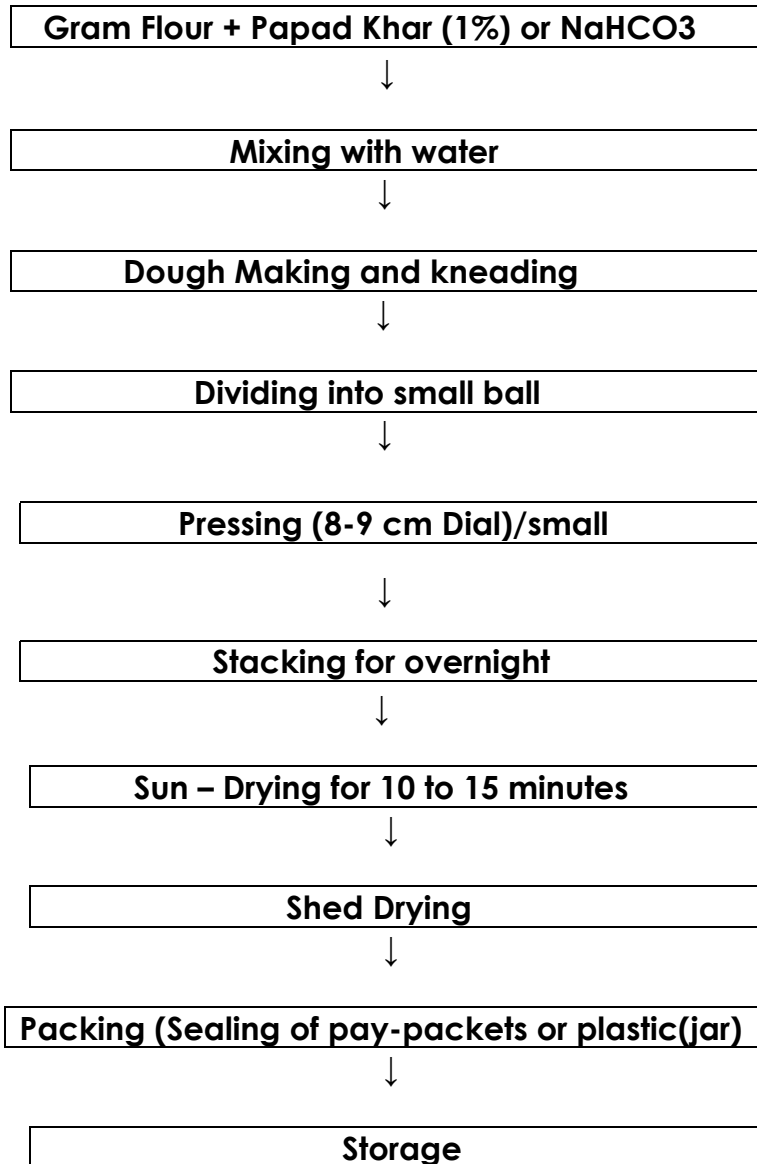 Gram Flour + Papad Khar (1%) or NaHCO3
↓
Mixing with water
↓
Dough Making and kneading
↓
Dividing into small ball
↓
Pressing (8-9 cm Dial)/small
↓
Stacking for overnight
↓
Sun – Drying for 10 to 15 minutes
↓
Shed Drying
↓
Packing (Sealing of pay-packets or plastic(jar)
↓
Storage